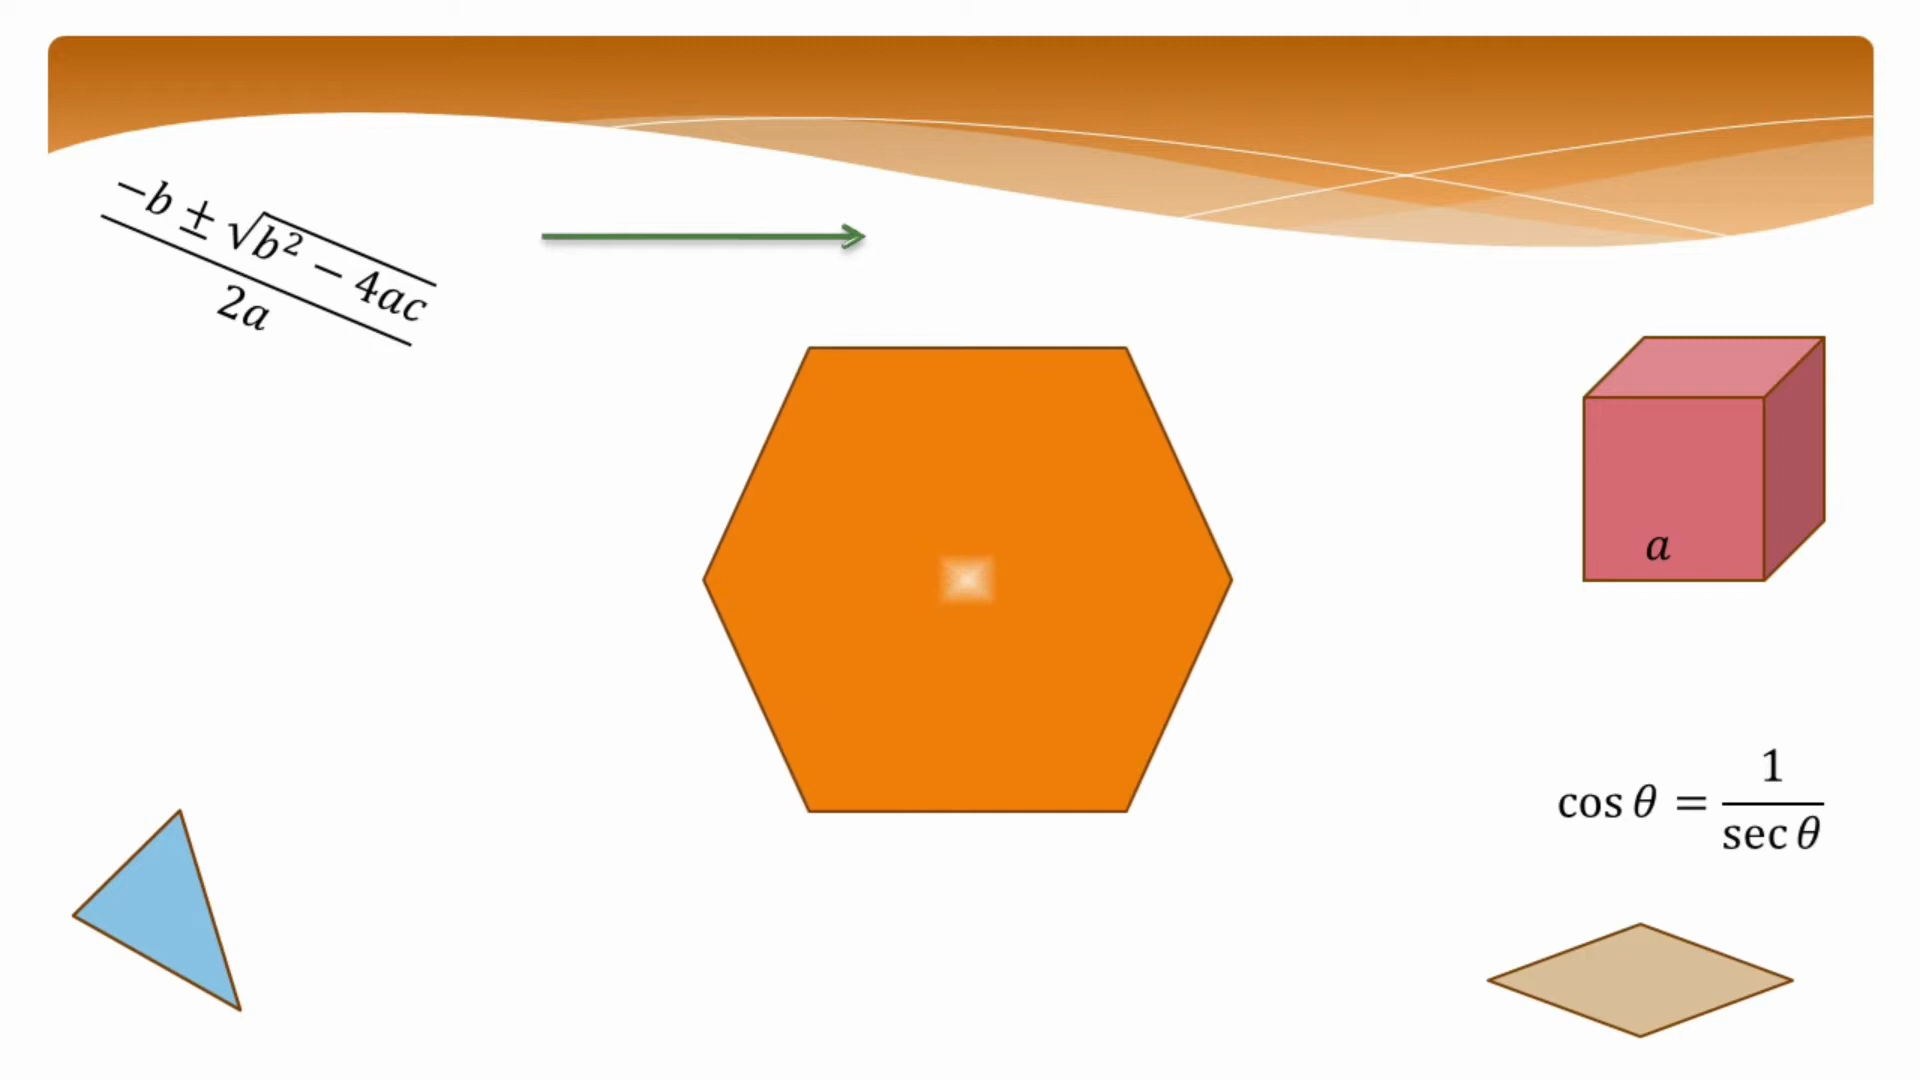 −b ± √b² − 4ac
2a
a
cos θ = 1
sec θ